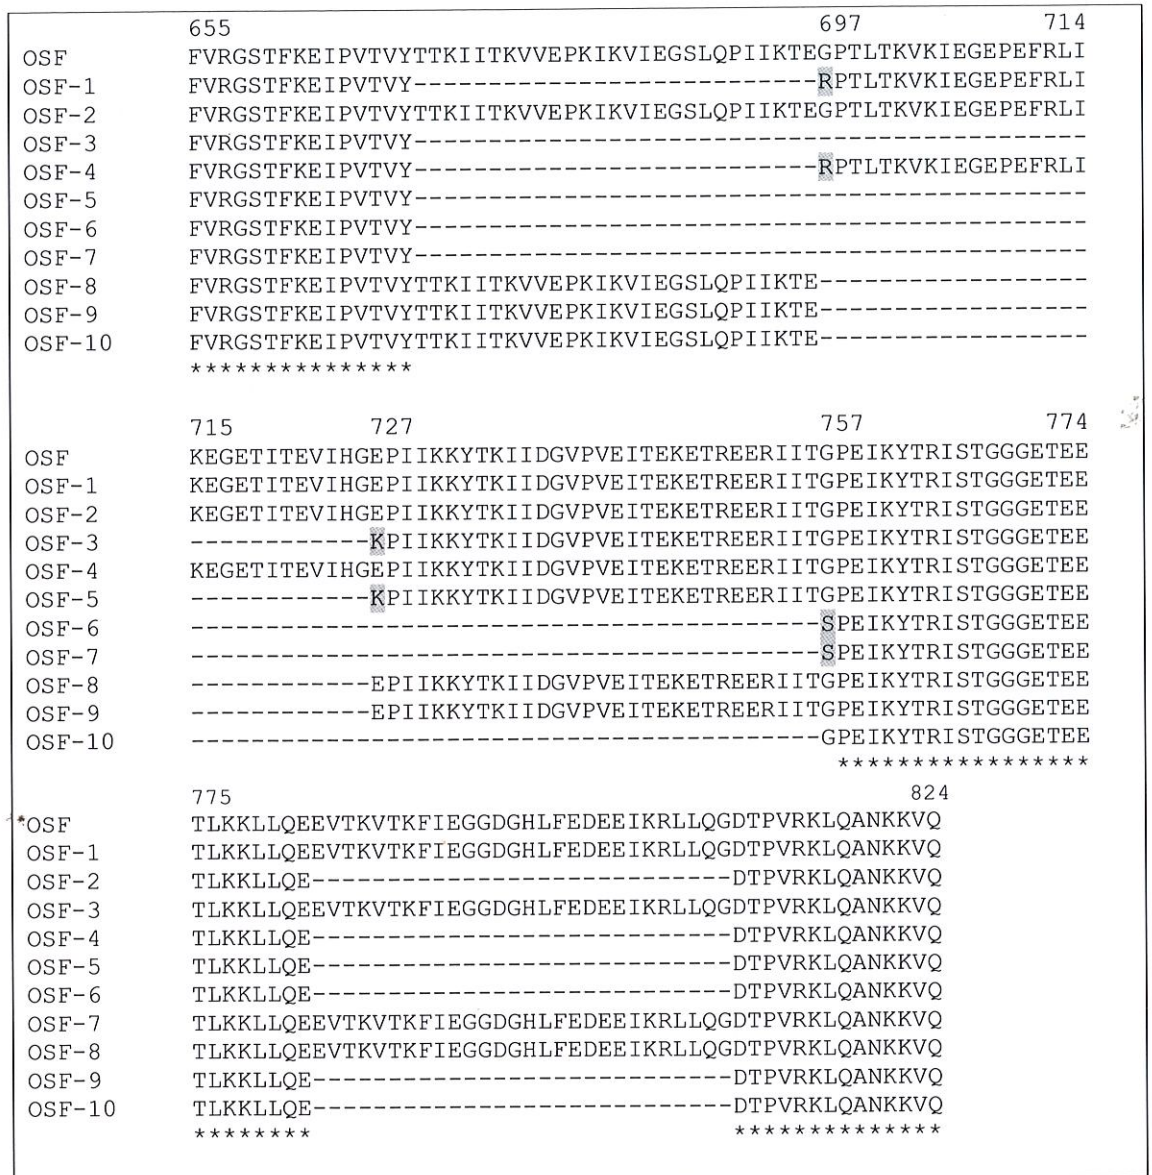 655 697 714
OSF FVRGSTFKEIPVTVYTTKIITKVVEPKIKVIEGSLQPIIKTEGPTLTKVKIEGEPEFRLI
OSF-1 FVRGSTFKEIPVTVY---------------------------RPTLTKVKIEGEPEFRLI
OSF-2 FVRGSTFKEIPVTVYTTKIITKVVEPKIKVIEGSLQPIIKTEGPTLTKVKIEGEPEFRLI
OSF-3 FVRGSTFKEIPVTVY---------------------------------------------
OSF-4 FVRGSTFKEIPVTVY---------------------------RPTLTKVKIEGEPEFRLI
OSF-5 FVRGSTFKEIPVTVY---------------------------------------------
OSF-6 FVRGSTFKEIPVTVY---------------------------------------------
OSF-7 FVRGSTFKEIPVTVY---------------------------------------------
OSF-8 FVRGSTFKEIPVTVYTTKIITKVVEPKIKVIEGSLQPIIKTE------------------
OSF-9 FVRGSTFKEIPVTVYTTKIITKVVEPKIKVIEGSLQPIIKTE------------------
OSF-10 FVRGSTFKEIPVTVYTTKIITKVVEPKIKVIEGSLQPIIKTE------------------
***************
715 727 757 774
OSF KEGETITEVIHGEPIIKKYTKIIDGVPVEITEKETREERIITGPEIKYTRISTGGGETEE
OSF-1 KEGETITEVIHGEPIIKKYTKIIDGVPVEITEKETREERIITGPEIKYTRISTGGGETEE
OSF-2 KEGETITEVIHGEPIIKKYTKIIDGVPVEITEKETREERIITGPEIKYTRISTGGGETEE
OSF-3 ------------KPIIKKYTKIIDGVPVEITEKETREERIITGPEIKYTRISTGGGETEE
OSF-4 KEGETITEVIHGEPIIKKYTKIIDGVPVEITEKETREERIITGPEIKYTRISTGGGETEE
OSF-5 ------------KPIIKKYTKIIDGVPVEITEKETREERIITGPEIKYTRISTGGGETEE
OSF-6 ------------------------------------------SPEIKYTRISTGGGETEE
OSF-7 ------------------------------------------SPEIKYTRISTGGGETEE
OSF-8 ------------EPIIKKYTKIIDGVPVEITEKETREERIITGPEIKYTRISTGGGETEE
OSF-9 ------------EPIIKKYTKIIDGVPVEITEKETREERIITGPEIKYTRISTGGGETEE
OSF-10 ------------------------------------------GPEIKYTRISTGGGETEE
*****************
775 824
OSF TLKKLLQEEVTKVTKFIEGGDGHLFEDEEIKRLLQGDTPVRKLQANKKVQ
OSF-1 TLKKLLQEEVTKVTKFIEGGDGHLFEDEEIKRLLQGDTPVRKLQANKKVQ
OSF-2 TLKKLLQE----------------------------DTPVRKLQANKKVQ
OSF-3 TLKKLLQEEVTKVTKFIEGGDGHLFEDEEIKRLLQGDTPVRKLQANKKVQ
OSF-4 TLKKLLQE----------------------------DTPVRKLQANKKVQ
OSF-5 TLKKLLQE----------------------------DTPVRKLQANKKVQ
OSF-6 TLKKLLQE----------------------------DTPVRKLQANKKVQ
OSF-7 TLKKLLQEEVTKVTKFIEGGDGHLFEDEEIKRLLQGDTPVRKLQANKKVQ
OSF-8 TLKKLLQEEVTKVTKFIEGGDGHLFEDEEIKRLLQGDTPVRKLQANKKVQ
OSF-9 TLKKLLQE----------------------------DTPVRKLQANKKVQ
OSF-10 TLKKLLQE----------------------------DTPVRKLQANKKVQ
******** **************